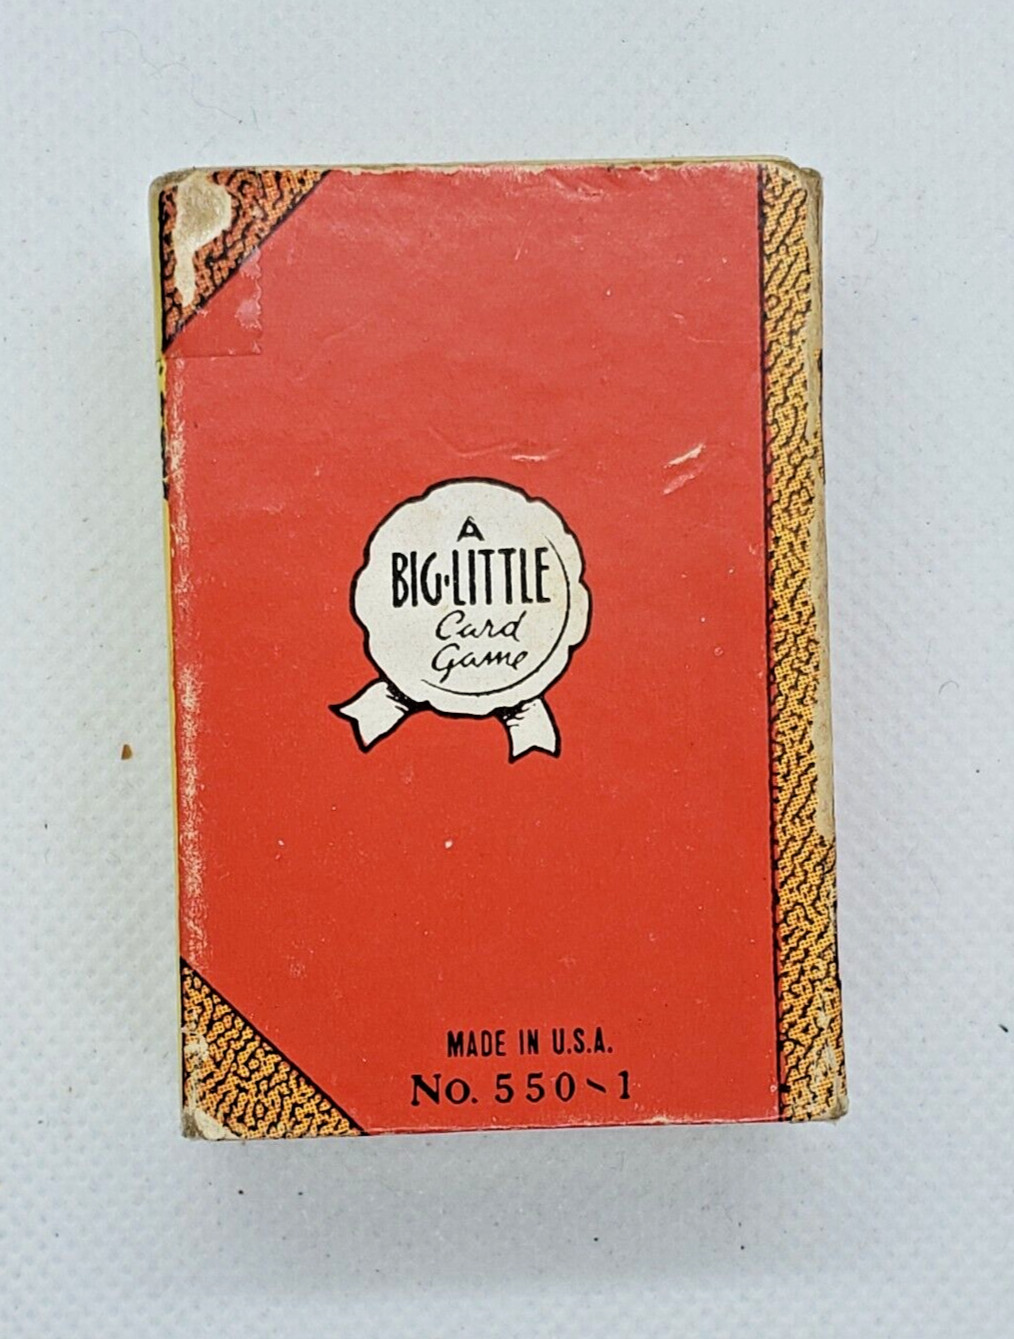 A
BIG·LITTLE
Card
Game
MADE IN U.S.A.
No. 550-1